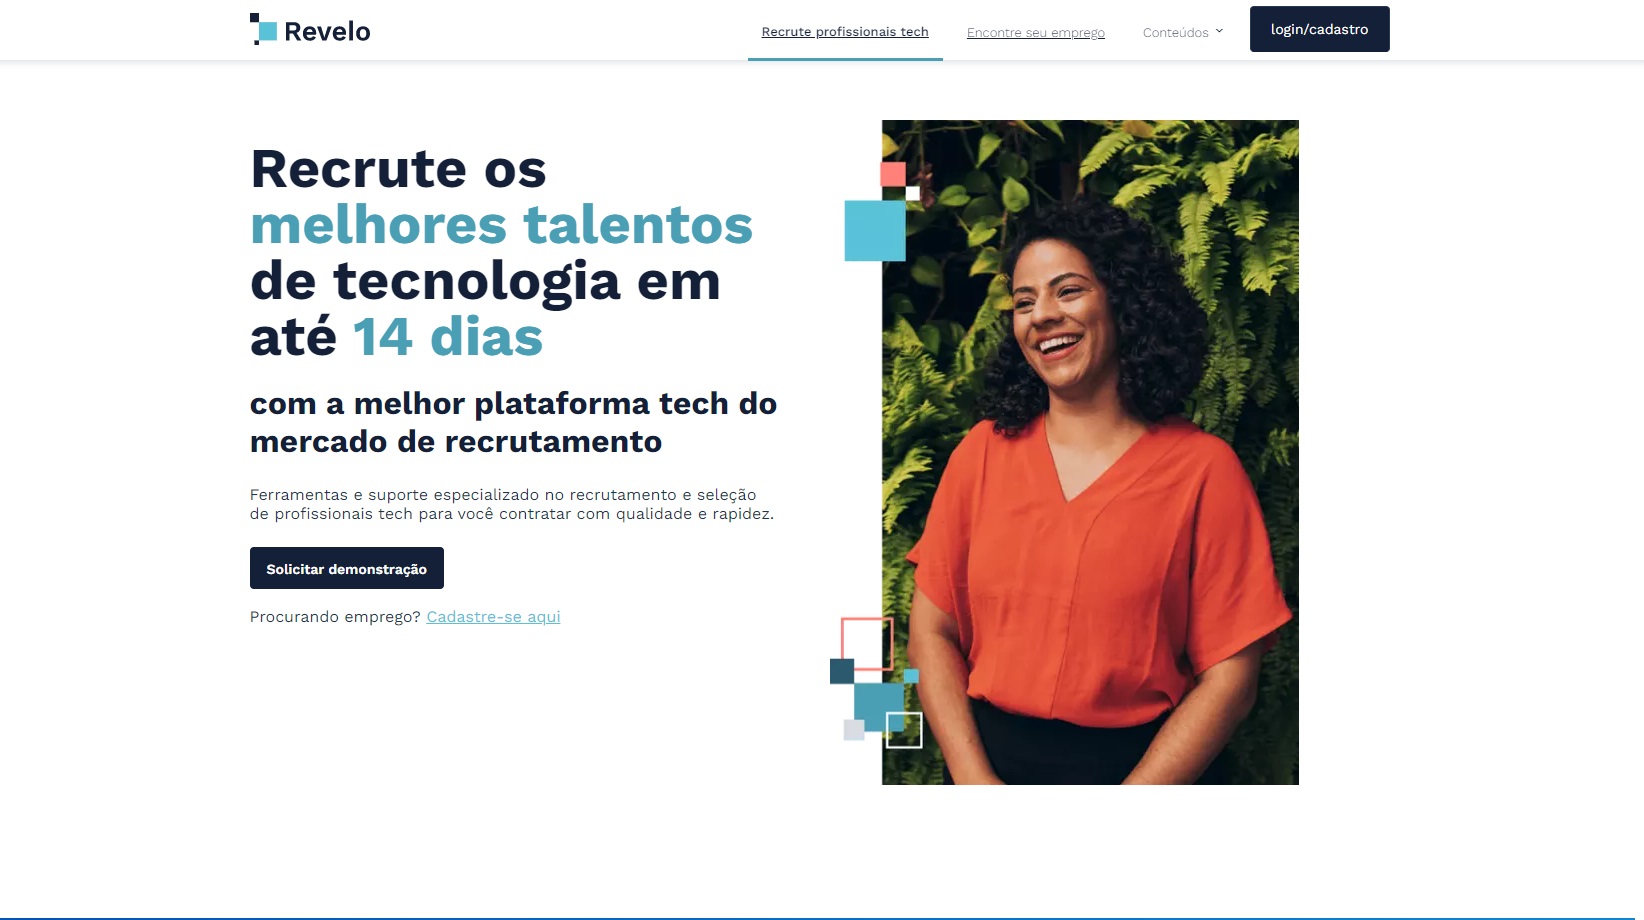 Revelo
Recrute profissionais tech
Encontre seu emprego
Conteúdos
login/cadastro
Recrute os
melhores talentos
de tecnologia em
até 14 dias
com a melhor plataforma tech do
mercado de recrutamento
Ferramentas e suporte especializado no recrutamento e seleção
de profissionais tech para você contratar com qualidade e rapidez.
Solicitar demonstração
Procurando emprego? Cadastre-se aqui